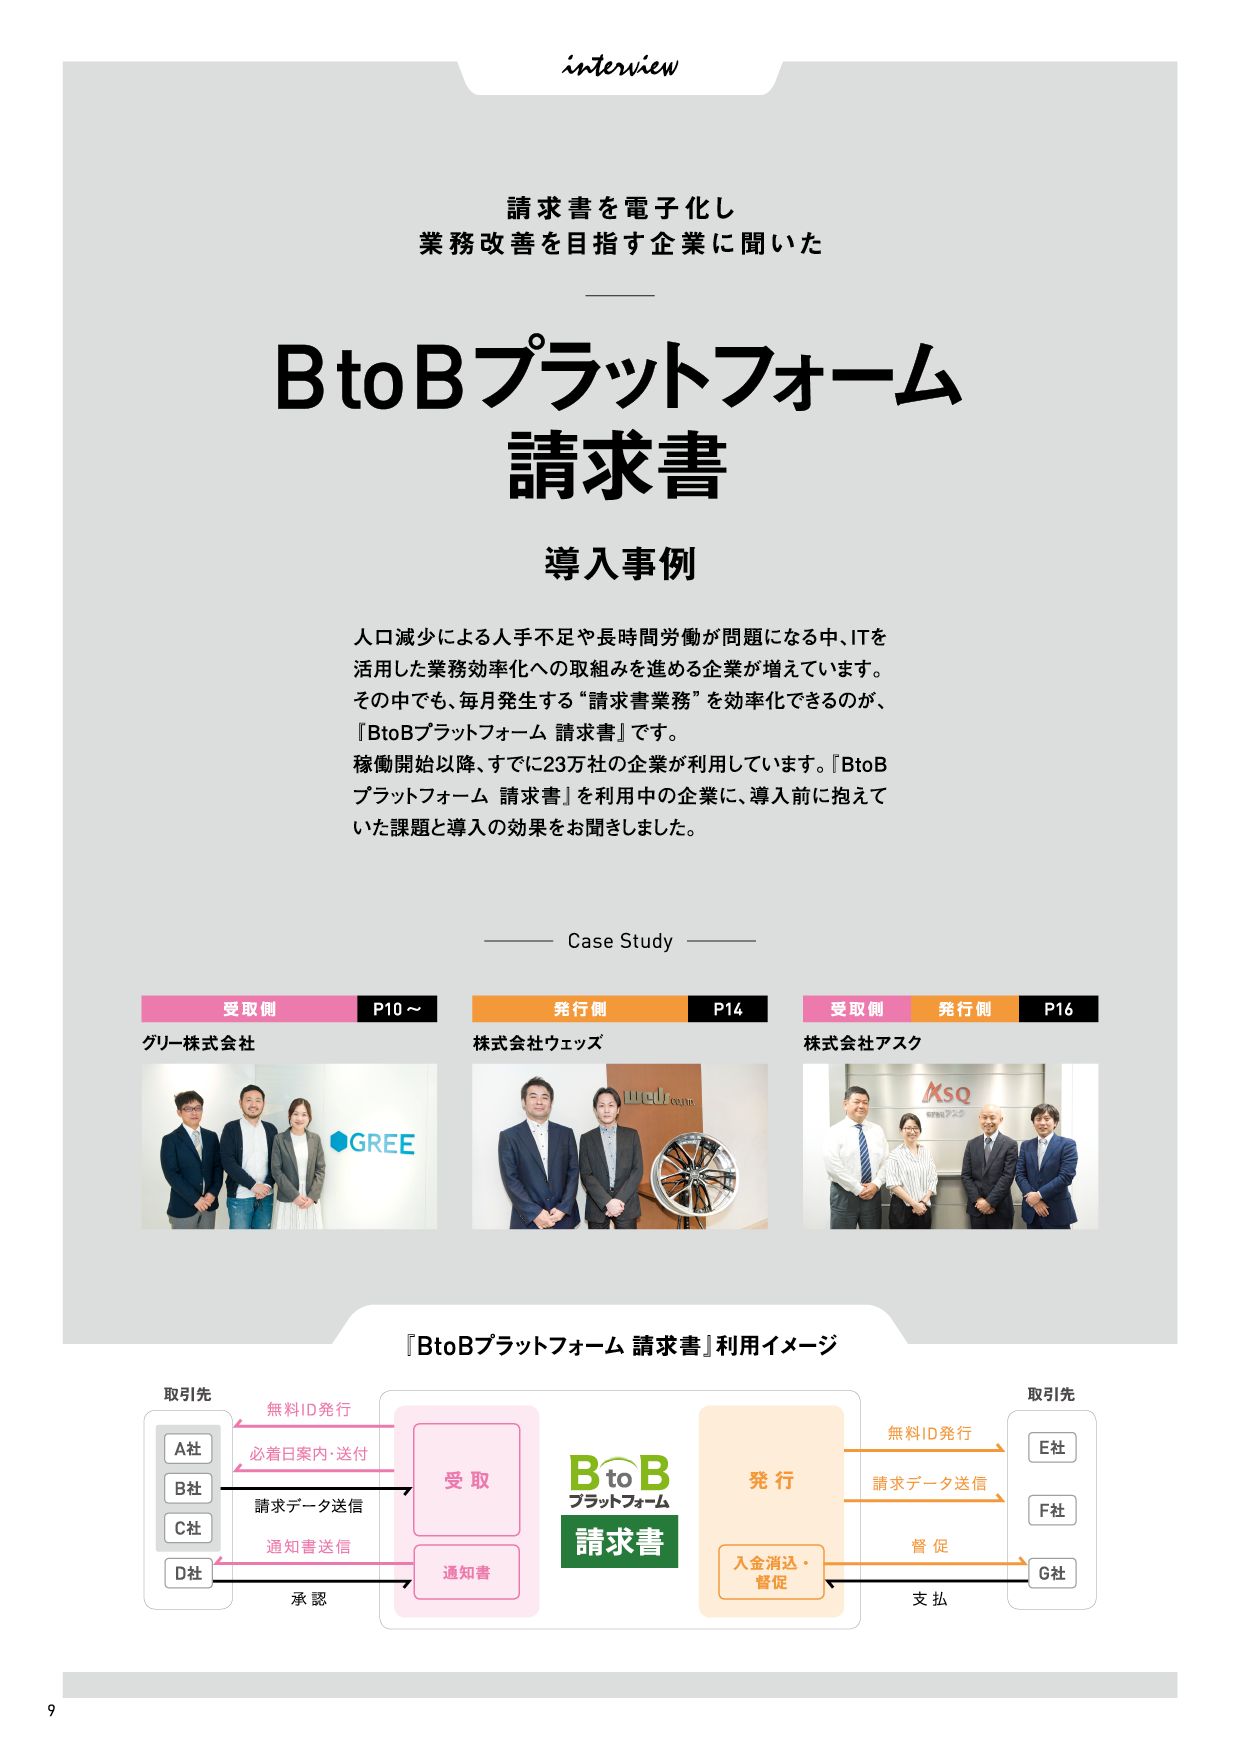 interview
請求書を電子化し
業務改善を目指す企業に聞いた
BtoBプラットフォーム
請求書
導入事例
人口減少による人手不足や長時間労働が問題になる中、ITを
活用した業務効率化への取組みを進める企業が増えています。
その中でも、毎月発生する“請求書業務”を効率化できるのが、
『BtoBプラットフォーム 請求書』です。
稼働開始以降、すでに23万社の企業が利用しています。『BtoB
プラットフォーム 請求書』を利用中の企業に、導入前に抱えて
いた課題と導入の効果をお聞きしました。
Case Study
受取側 P10～
グリー株式会社
GREE
発行側 P14
株式会社ウェッズ
weds CO.,LTD.
受取側 発行側 P16
株式会社アスク
ASQ
株式会社アスク
『BtoBプラットフォーム 請求書』利用イメージ
取引先
A社
B社
C社
D社
無料ID発行
必着日案内・送付
請求データ送信
通知書送信
承認
受取
通知書
BtoB
プラットフォーム
請求書
発行
入金消込・
督促
無料ID発行
請求データ送信
督促
支払
取引先
E社
F社
G社
9